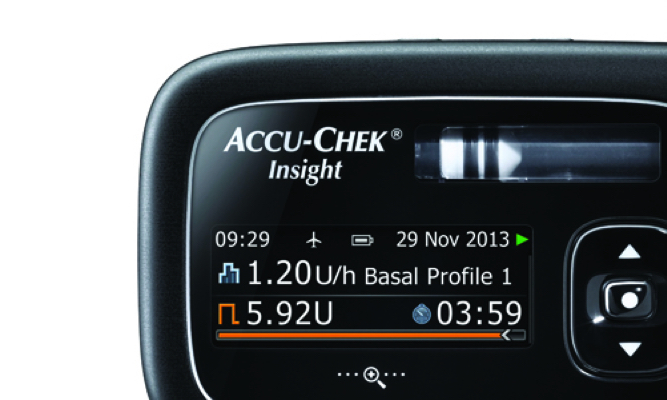 ACCU-CHEK®
Insight
09:29 29 Nov 2013
1.20U/h Basal Profile 1
5.92U 03:59